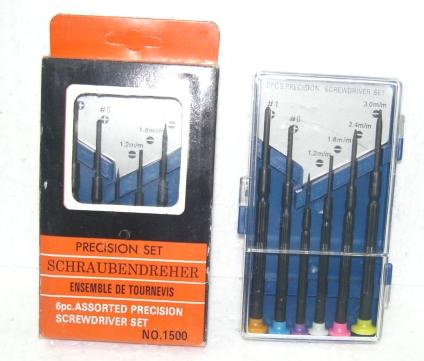 #0
1.8m/m
1.2m/m
PRECISION SET
SCHRAUBENDREHER
ENSEMBLE DE TOURNEVIS
6pc. ASSORTED PRECISION
SCREWDRIVER SET
NO.1500
6PCS PRECISION SCREWDRIVER SET
3.0m/m
#1
#0
2.4m/m
1.8m/m
1.2m/m